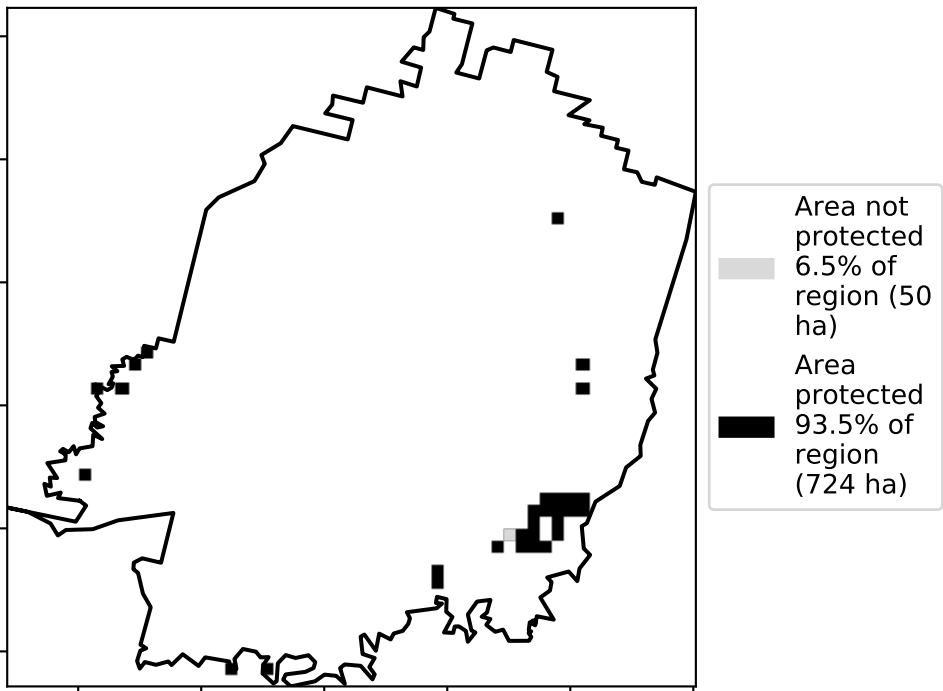 Area not
protected
6.5% of
region (50
ha)
Area
protected
93.5% of
region
(724 ha)